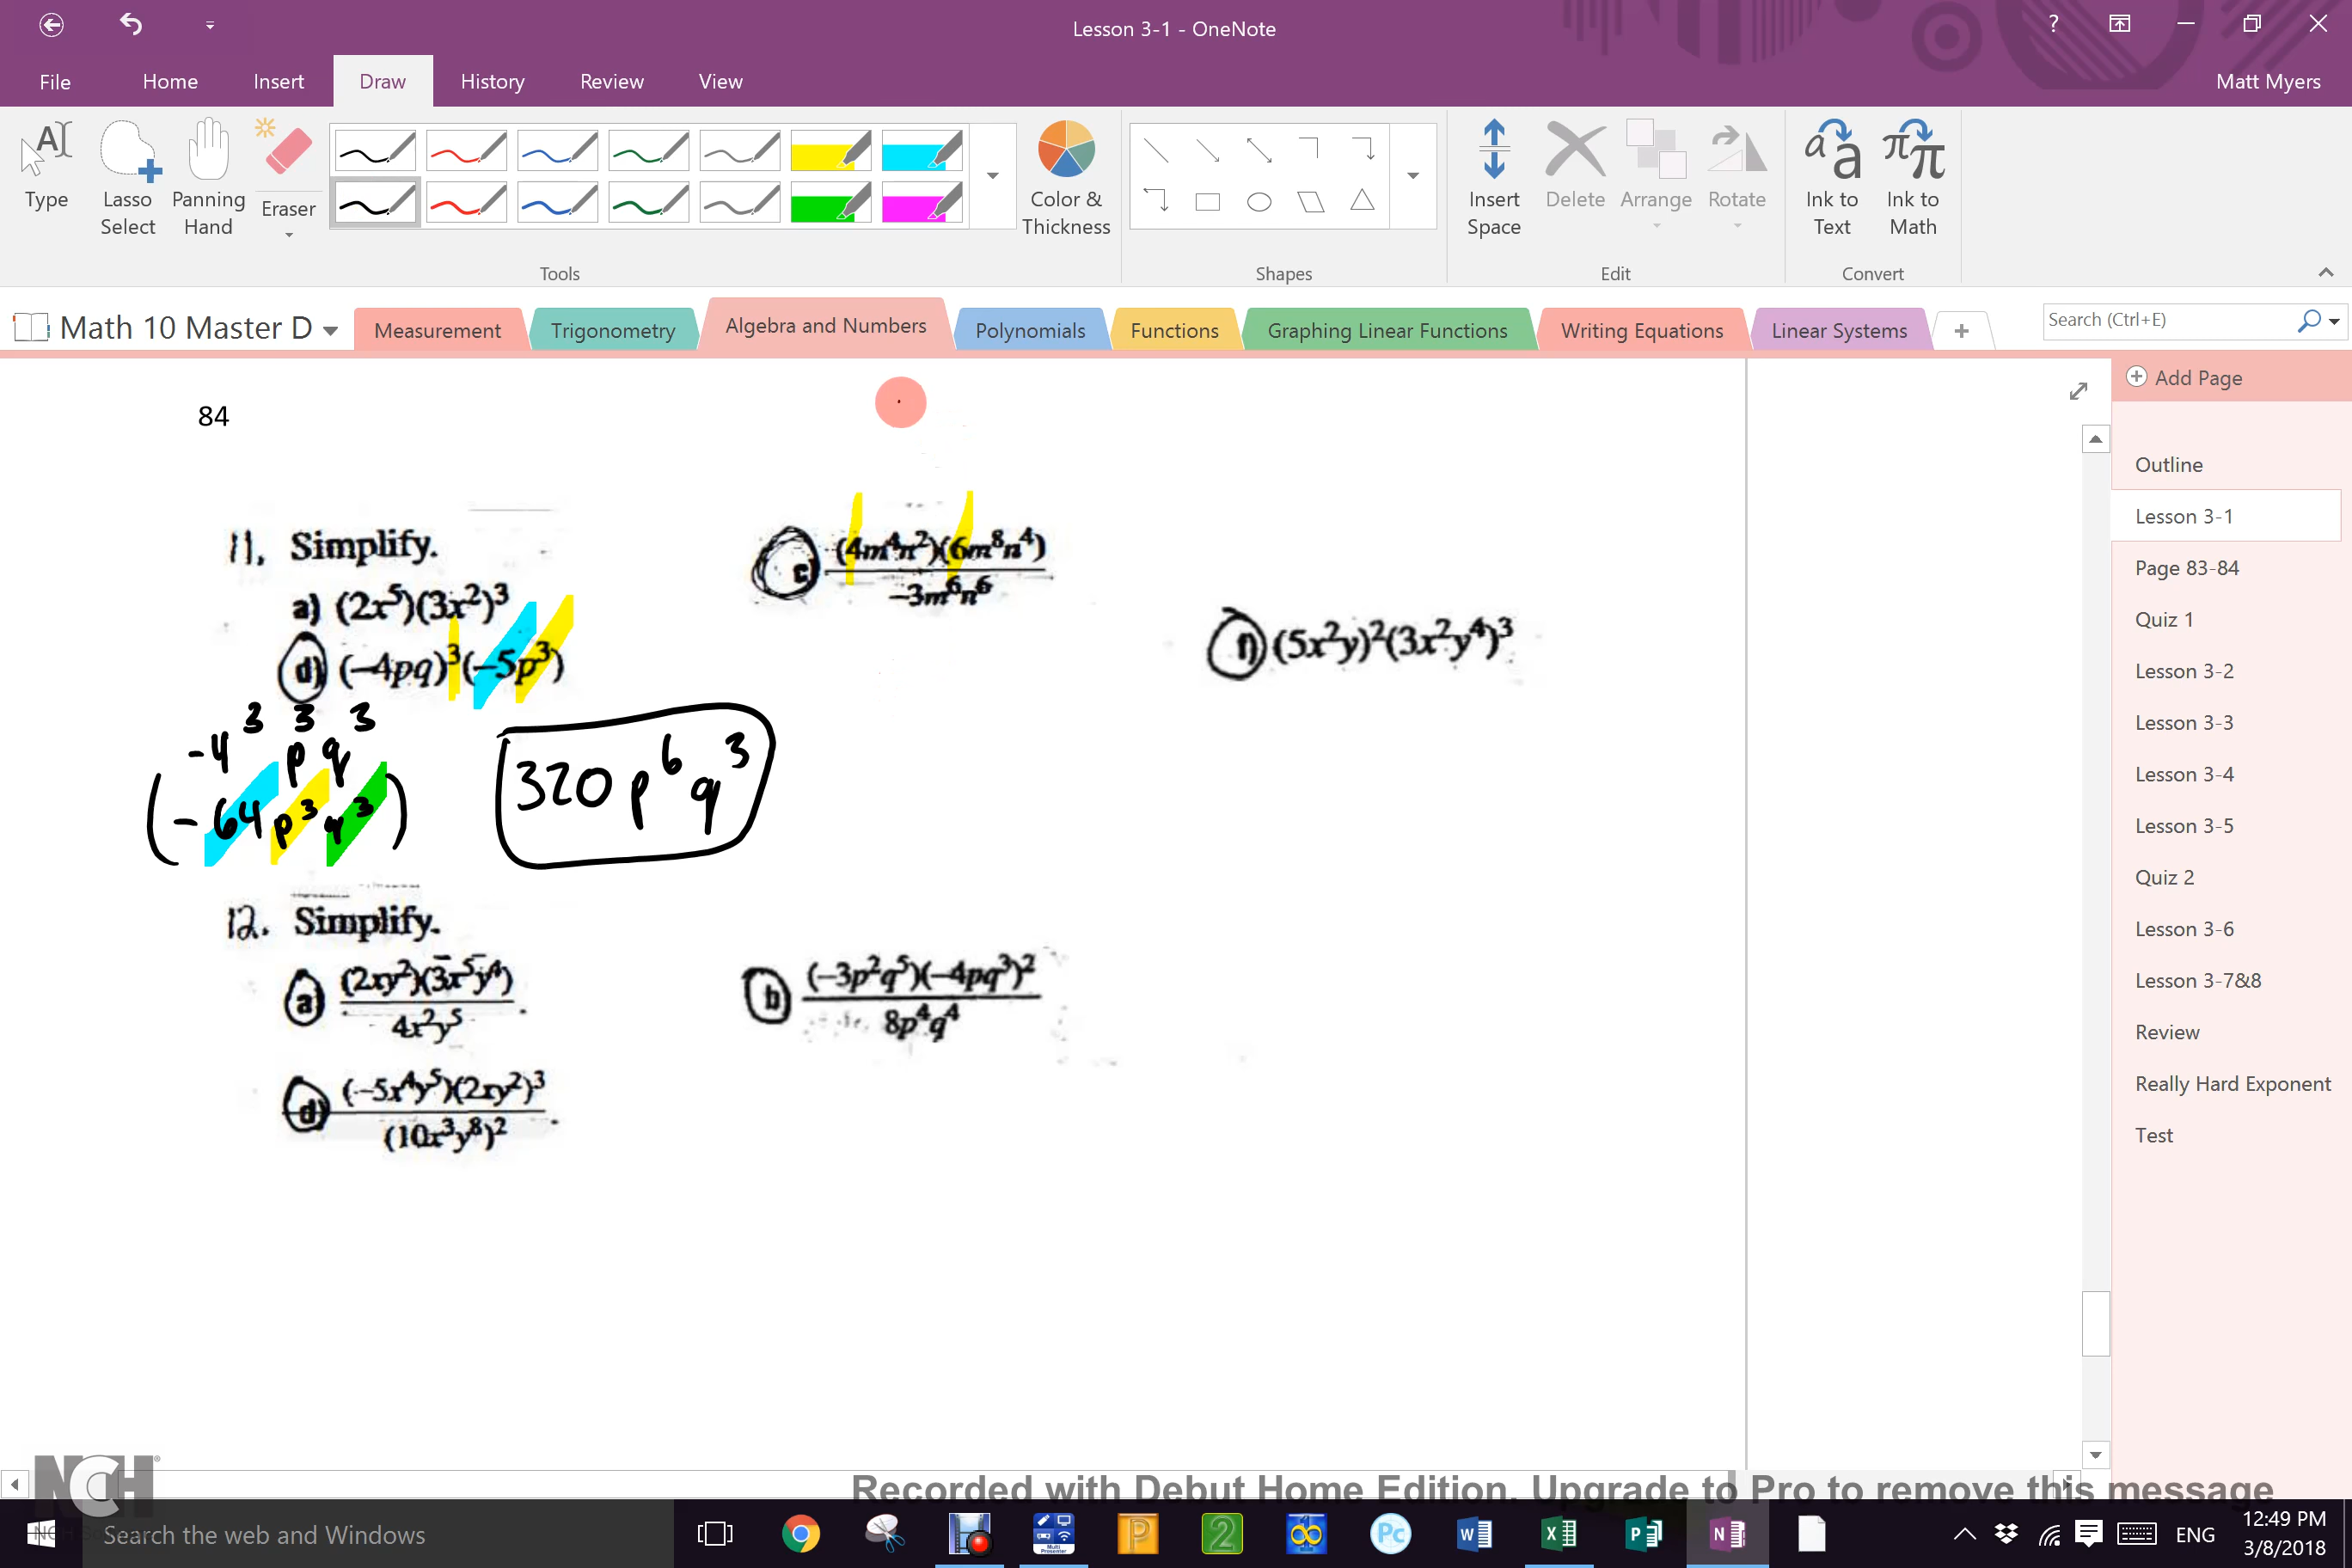 Lesson 3-1 - OneNote
?
File Home Insert Draw History Review View
Matt Myers
Type
Lasso Select
Panning Hand
Eraser
Color & Thickness
Insert Space
Delete
Arrange
Rotate
Ink to Text
Ink to Math
Tools
Shapes
Edit
Convert
Math 10 Master D
Measurement
Trigonometry
Algebra and Numbers
Polynomials
Functions
Graphing Linear Functions
Writing Equations
Linear Systems
+
Search (Ctrl+E)
Add Page
Outline
Lesson 3-1
Page 83-84
Quiz 1
Lesson 3-2
Lesson 3-3
Lesson 3-4
Lesson 3-5
Quiz 2
Lesson 3-6
Lesson 3-7&8
Review
Really Hard Exponent
Test
84
11. Simplify.
a) (2x⁵)(3x²)³
c) (4m⁴n²)(6m⁸n⁴)
-3m⁶n⁶
d) (-4pq)³(-5p³)
f) (5x²y)²(3x²y⁴)³
-4³ p³ q³
(-64p³q³)
320p⁶q³
12. Simplify.
a) (2xy²)(3x⁵y⁴)
4x²y⁵
b) (-3p²q⁵)(-4pq³)²
8p⁴q⁴
d) (-5x⁴y⁵)(2xy²)³
(10x³y⁸)²
NCH
Recorded with Debut Home Edition. Upgrade to Pro to remove this message
Search the web and Windows
ENG
12:49 PM
3/8/2018